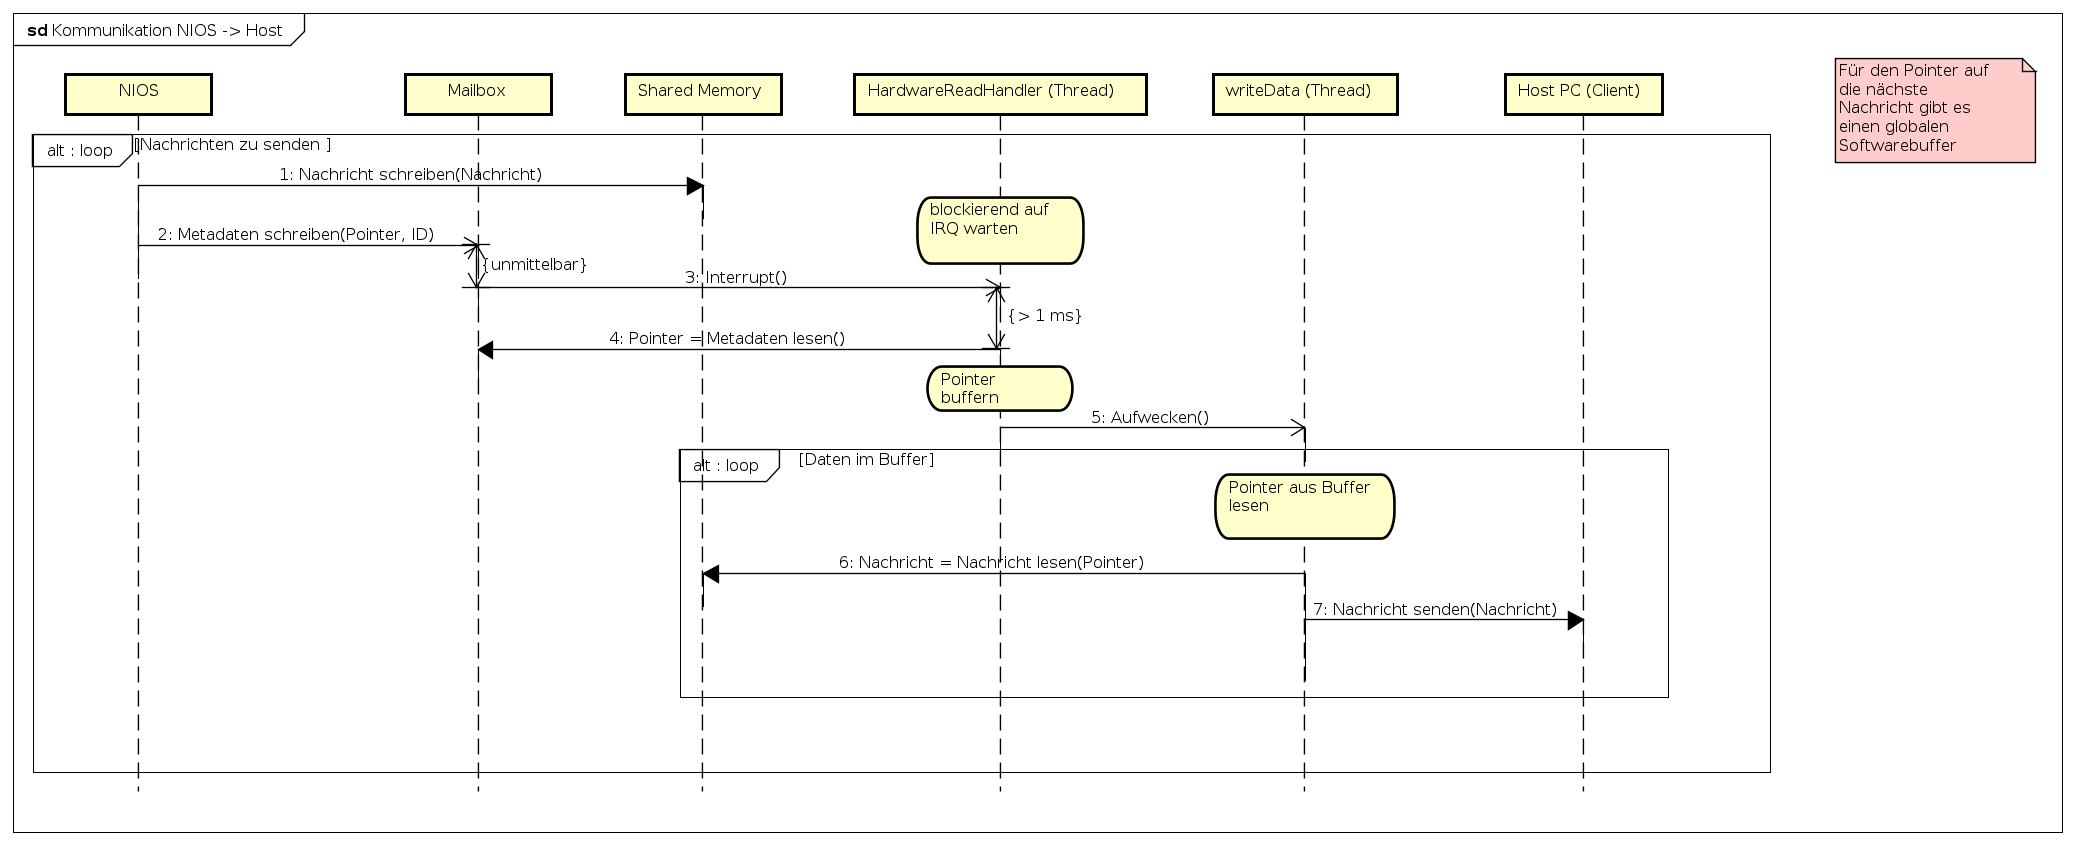 sd Kommunikation NIOS -> Host
NIOS
Mailbox
Shared Memory
HardwareReadHandler (Thread)
writeData (Thread)
Host PC (Client)
Für den Pointer auf
die nächste
Nachricht gibt es
einen globalen
Softwarebuffer
alt : loop
[Nachrichten zu senden ]
1: Nachricht schreiben(Nachricht)
blockierend auf
IRQ warten
2: Metadaten schreiben(Pointer, ID)
{unmittelbar}
3: Interrupt()
{> 1 ms}
4: Pointer = Metadaten lesen()
Pointer
buffern
5: Aufwecken()
alt : loop
[Daten im Buffer]
Pointer aus Buffer
lesen
6: Nachricht = Nachricht lesen(Pointer)
7: Nachricht senden(Nachricht)